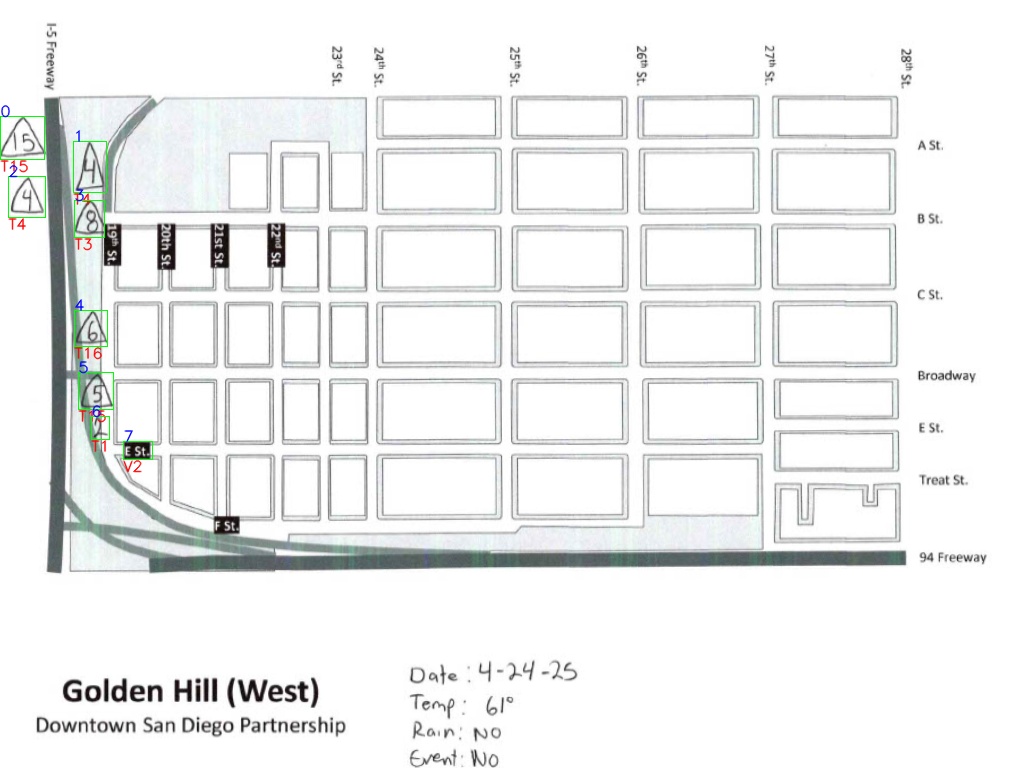 I-5 Freeway
23rd St.
24th St.
25th St.
26th St.
27th St.
28th St.
0
15
T15
1
4
2
4
T4
3
8
T3
A St.
B St.
19th St.
20th St.
21st St.
22nd St.
C St.
4
6
T16
Broadway
5
5
6
T1
E St.
7
E St.
V2
Treat St.
F St.
94 Freeway
Golden Hill (West)
Downtown San Diego Partnership
Date: 4-24-25
Temp: 61°
Rain: NO
Event: NO